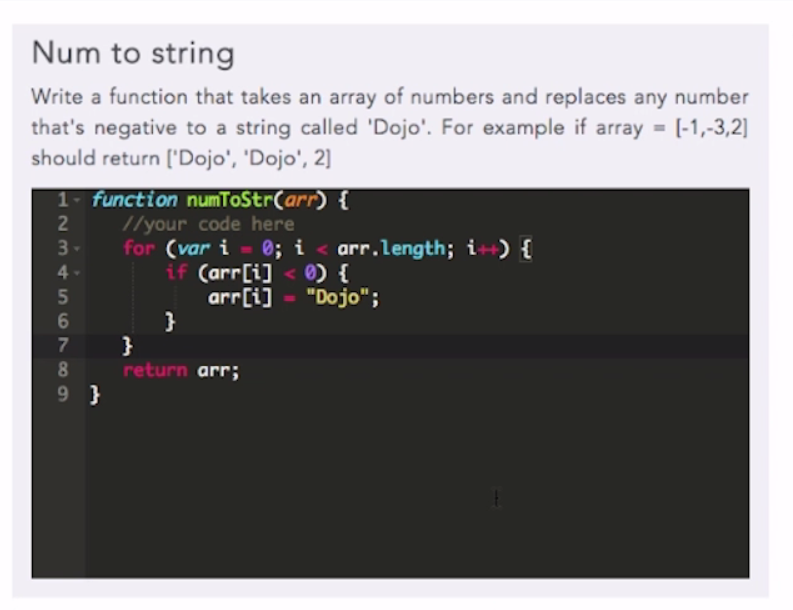 Num to string
Write a function that takes an array of numbers and replaces any number
that's negative to a string called 'Dojo'. For example if array = [-1,-3,2]
should return ['Dojo', 'Dojo', 2]
1 function numToStr(arr) {
2 //your code here
3 for (var i = 0; i < arr.length; i++) {
4 if (arr[i] < 0) {
5 arr[i] = "Dojo";
6 }
7 }
8 return arr;
9 }